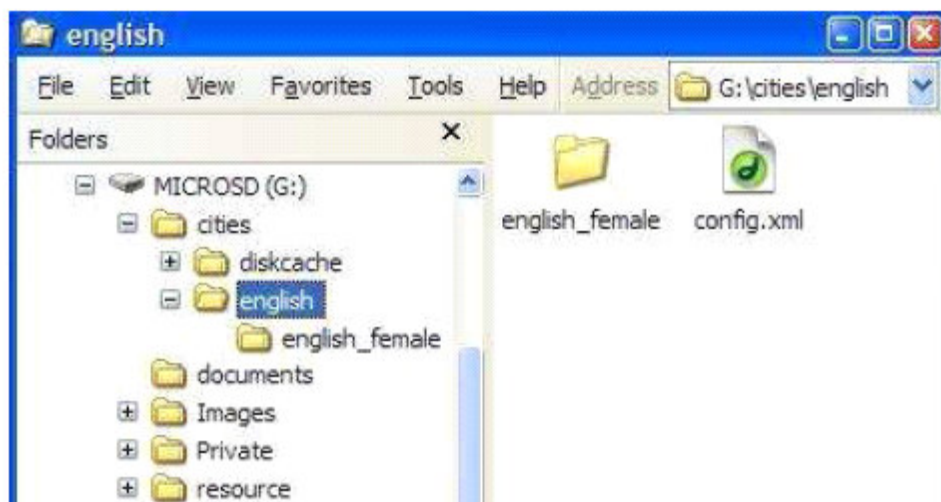 english
File Edit View Favorites Tools Help Address G:\cities\english
Folders
MICROSD (G:)
cities
diskcache
english
english_female
documents
Images
Private
resource
english_female config.xml